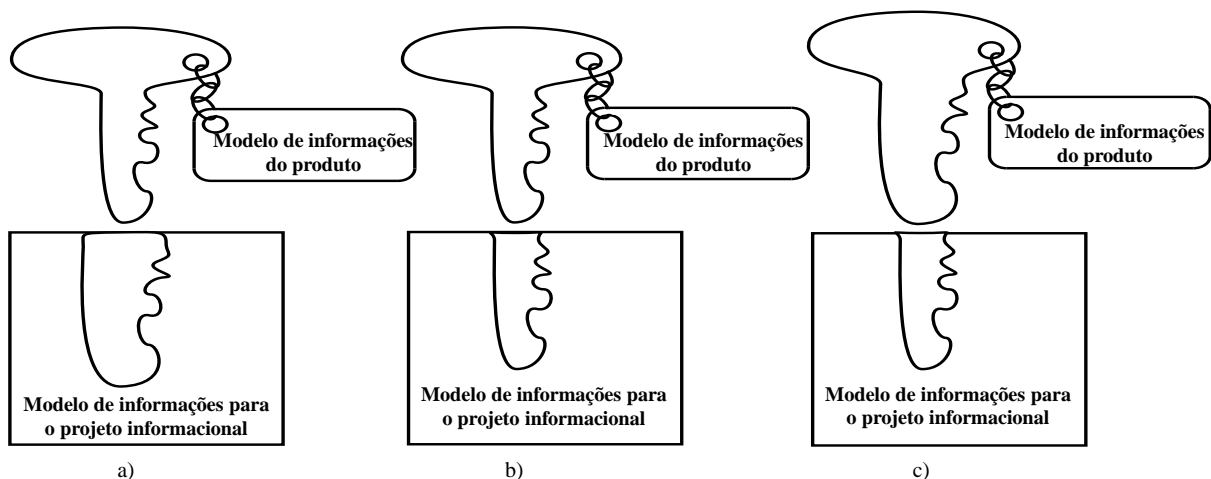 Modelo de informações
do produto
Modelo de informações para
o projeto informacional
a)
Modelo de informações
do produto
Modelo de informações para
o projeto informacional
b)
Modelo de informações
do produto
Modelo de informações para
o projeto informacional
c)